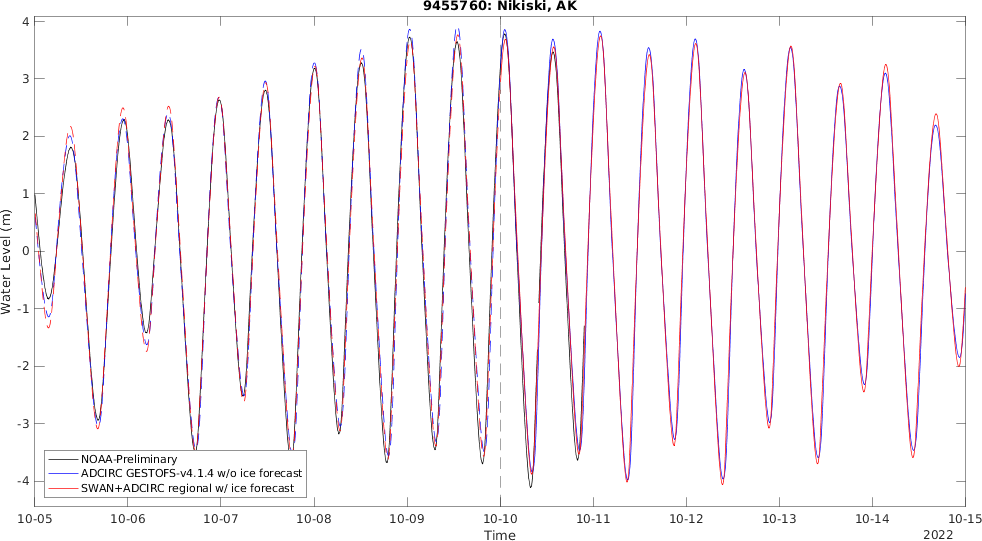 9455760: Nikiski, AK
4
3
2
1
0
-1
-2
-3
-4
Water Level (m)
NOAA-Preliminary
ADCIRC GESTOFS-v4.1.4 w/o ice forecast
SWAN+ADCIRC regional w/ ice forecast
10-05 10-06 10-07 10-08 10-09 10-10 10-11 10-12 10-13 10-14 10-15
Time
2022